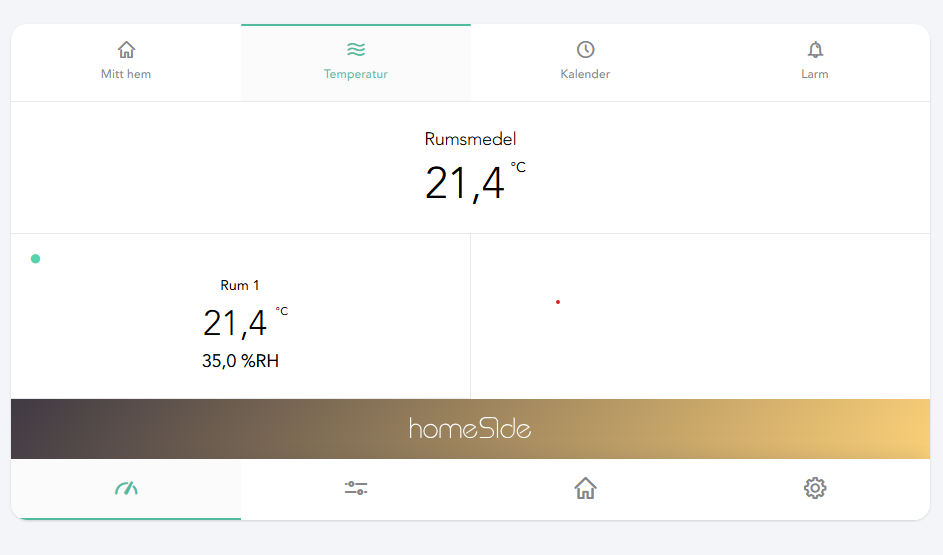 Mitt hem
Temperatur
Kalender
Larm
Rumsmedel
21,4 °C
Rum 1
21,4 °C
35,0 %RH
homeSIde